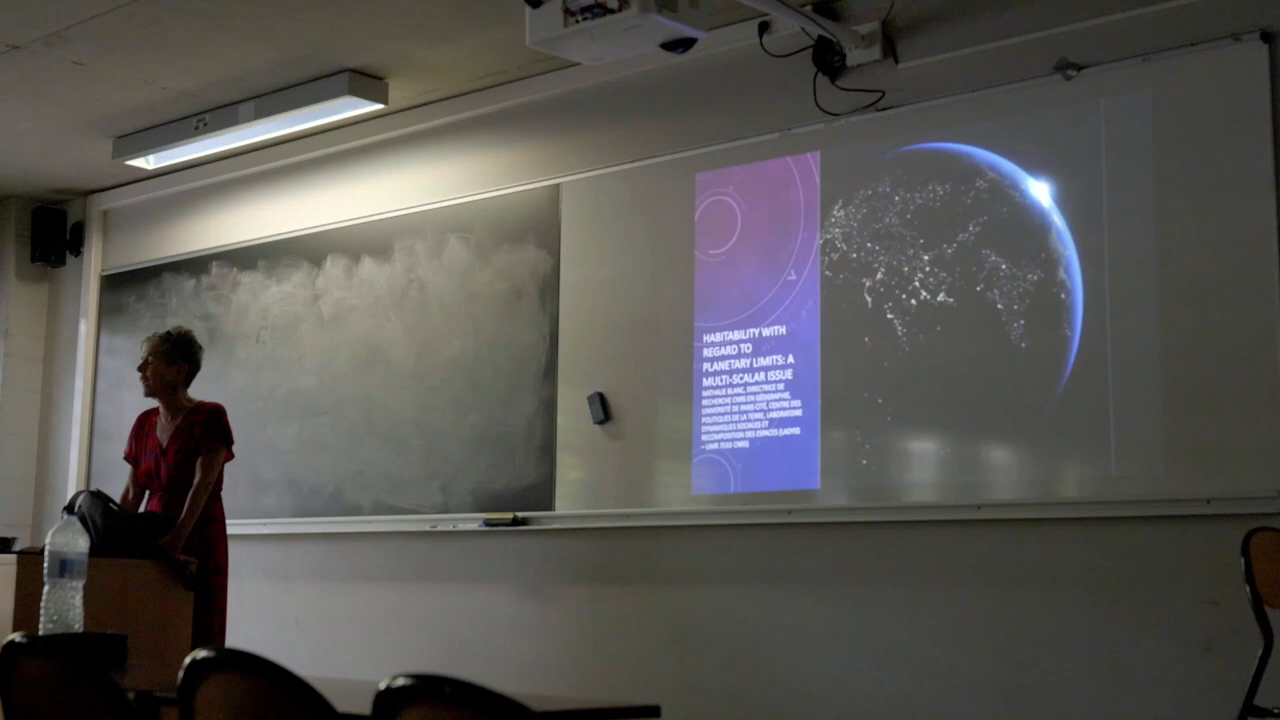 HABITABILITY WITH
REGARD TO
PLANETARY LIMITS: A
MULTI-SCALAR ISSUE
NATHALIE BLANC, DIRECTRICE DE
RECHERCHE CNRS EN GÉOGRAPHIE,
UNIVERSITÉ DE PARIS CITÉ, CENTRE DES
POLITIQUES DE LA TERRE, LABORATOIRE
DYNAMIQUES SOCIALES ET
RECOMPOSITION DES ESPACES (LADYSS
– UMR 7533 CNRS)